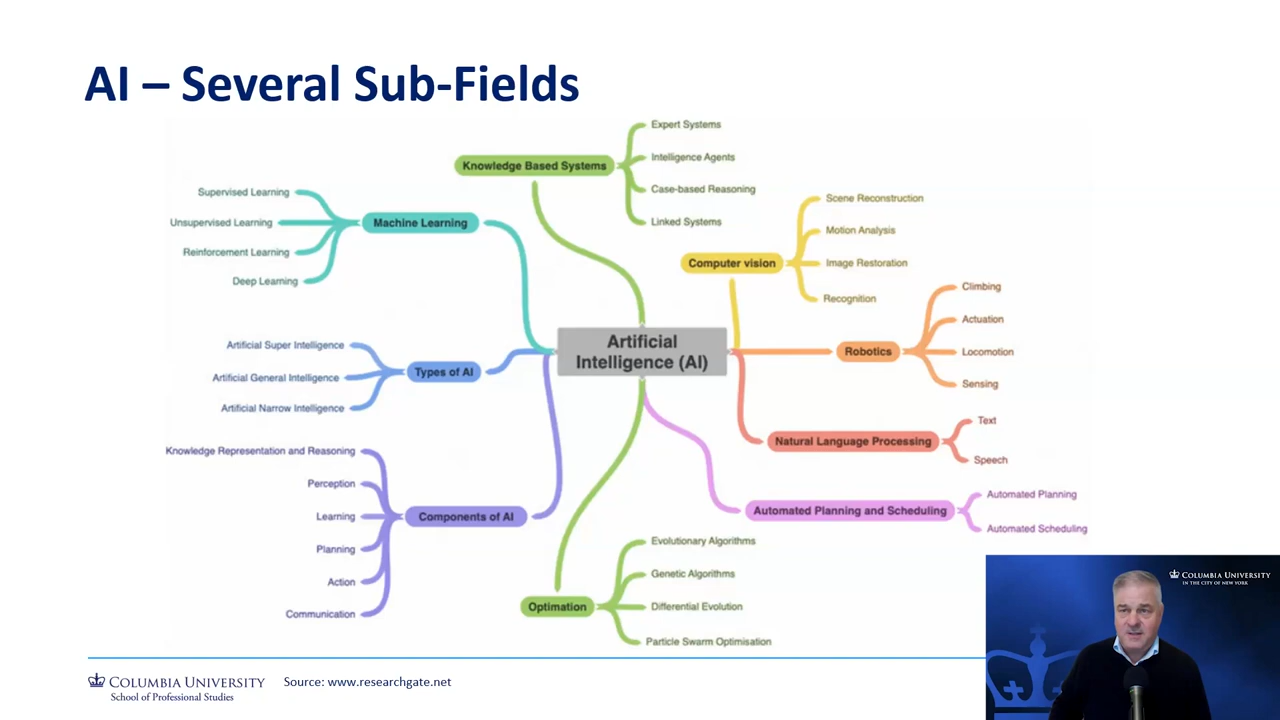 AI – Several Sub-Fields
Knowledge Based Systems
Expert Systems
Intelligence Agents
Case-based Reasoning
Linked Systems
Machine Learning
Supervised Learning
Unsupervised Learning
Reinforcement Learning
Deep Learning
Computer vision
Scene Reconstruction
Motion Analysis
Image Restoration
Recognition
Artificial
Intelligence (AI)
Robotics
Climbing
Actuation
Locomotion
Sensing
Types of AI
Artificial Super Intelligence
Artificial General Intelligence
Artificial Narrow Intelligence
Natural Language Processing
Text
Speech
Components of AI
Knowledge Representation and Reasoning
Perception
Learning
Planning
Action
Communication
Automated Planning and Scheduling
Automated Planning
Automated Scheduling
Optimation
Evolutionary Algorithms
Genetic Algorithms
Differential Evolution
Particle Swarm Optimisation
COLUMBIA UNIVERSITY
IN THE CITY OF NEW YORK
COLUMBIA UNIVERSITY
School of Professional Studies
Source: www.researchgate.net